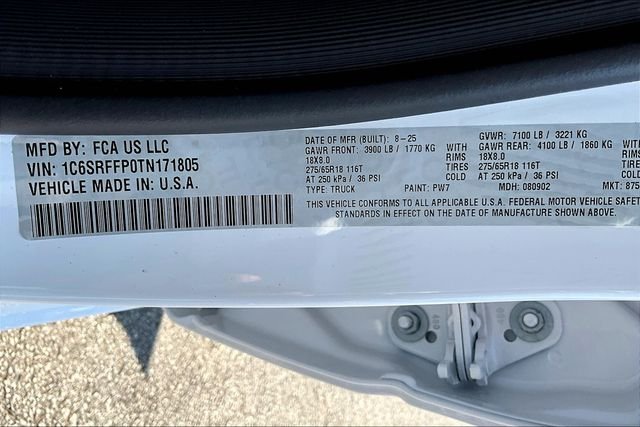 MFD BY: FCA US LLC
VIN: 1C6SRFFP0TN171805
VEHICLE MADE IN U.S.A.
DATE OF MFR (BUILT): 8-25 GVWR: 7100 LB / 3221 KG
GAWR FRONT: 3900 LB / 1770 KG WITH GAWR REAR: 4100 LB / 1860 KG WITH
18X8.0 RIMS 18X8.0 RIMS
275/65R18 116T TIRES 275/65R18 116T TIRES
AT 250 kPa / 36 PSI COLD AT 250 kPa / 36 PSI COLD
TYPE: TRUCK PAINT: PW7 MDH: 080902 MKT: 875
THIS VEHICLE CONFORMS TO ALL APPLICABLE U.S.A. FEDERAL MOTOR VEHICLE SAFET
STANDARDS IN EFFECT ON THE DATE OF MANUFACTURE SHOWN ABOVE.